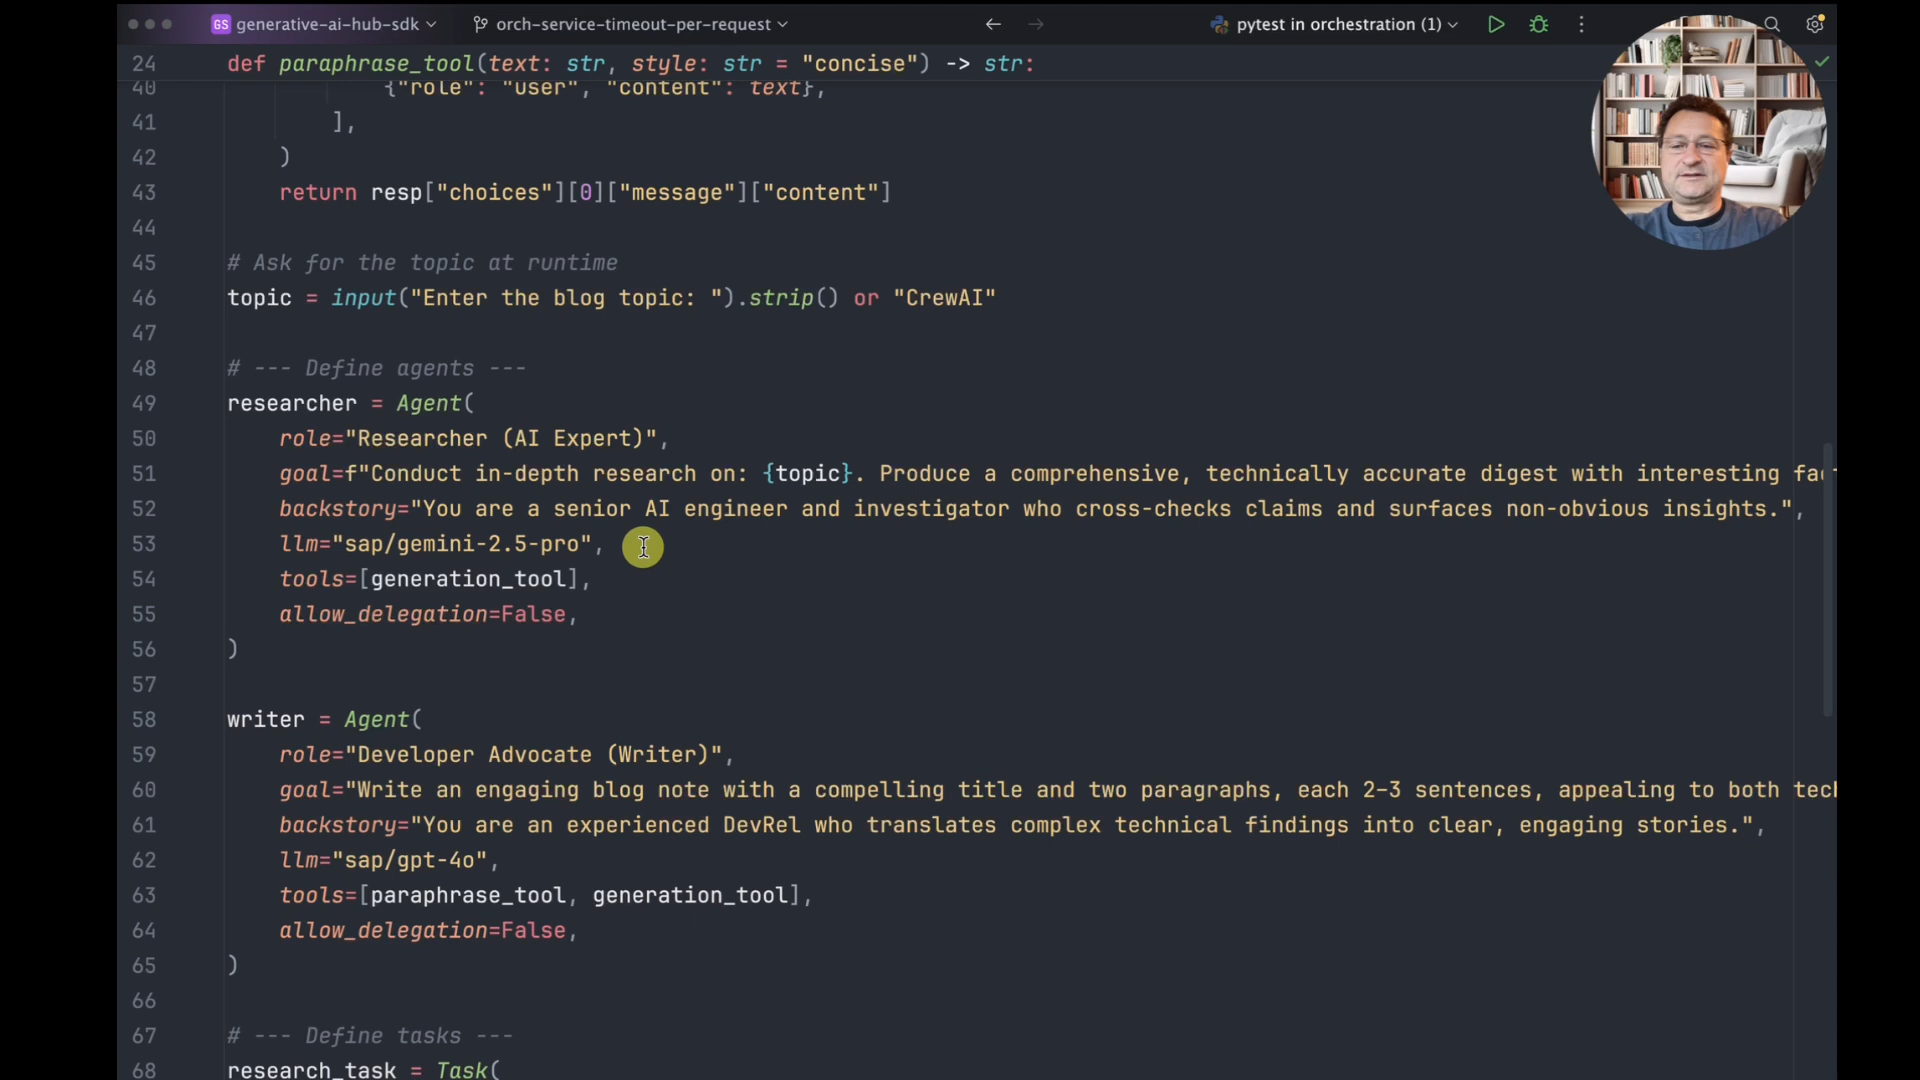 GS generative-ai-hub-sdk orch-service-timeout-per-request pytest in orchestration (1)
24 def paraphrase_tool(text: str, style: str = "concise") -> str:
40 {"role": "user", "content": text},
41 ],
42 )
43 return resp["choices"][0]["message"]["content"]
44
45 # Ask for the topic at runtime
46 topic = input("Enter the blog topic: ").strip() or "CrewAI"
47
48 # --- Define agents ---
49 researcher = Agent(
50 role="Researcher (AI Expert)",
51 goal=f"Conduct in-depth research on: {topic}. Produce a comprehensive, technically accurate digest with interesting
52 backstory="You are a senior AI engineer and investigator who cross-checks claims and surfaces non-obvious insights.",
53 llm="sap/gemini-2.5-pro",
54 tools=[generation_tool],
55 allow_delegation=False,
56 )
57
58 writer = Agent(
59 role="Developer Advocate (Writer)",
60 goal="Write an engaging blog note with a compelling title and two paragraphs, each 2-3 sentences, appealing to both
61 backstory="You are an experienced DevRel who translates complex technical findings into clear, engaging stories.",
62 llm="sap/gpt-4o",
63 tools=[paraphrase_tool, generation_tool],
64 allow_delegation=False,
65 )
66
67 # --- Define tasks ---
68 research_task = Task(